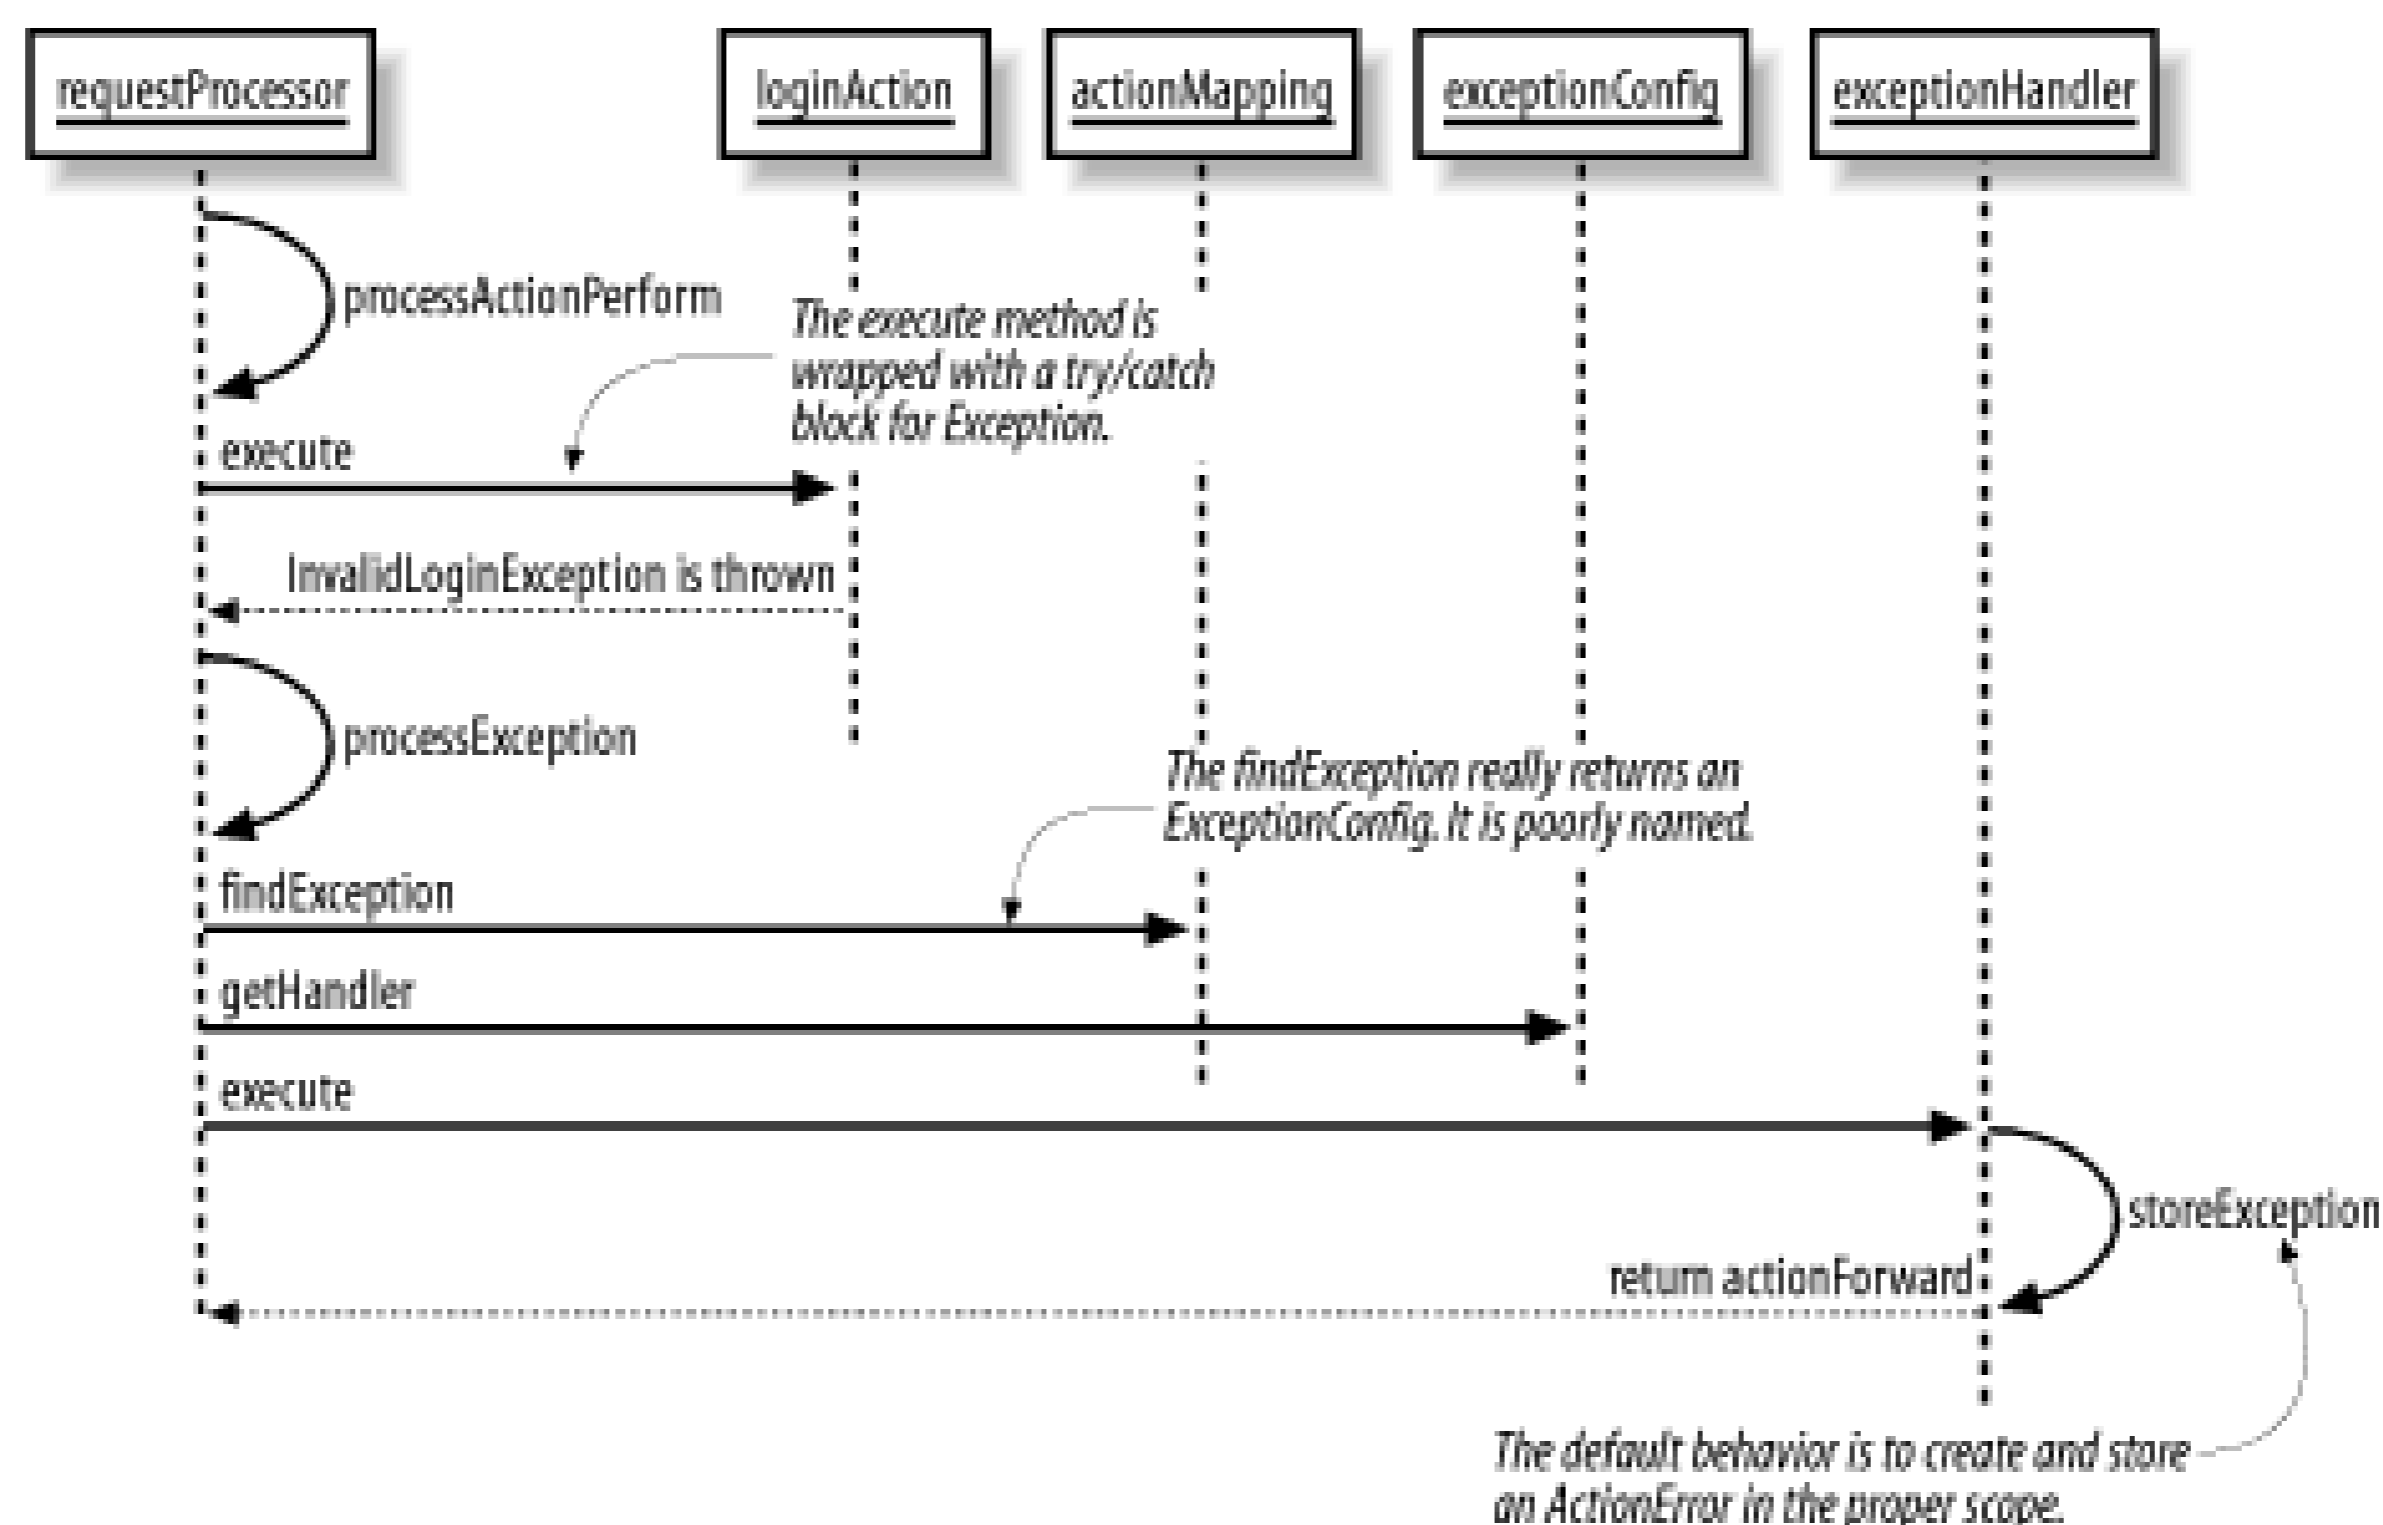 requestProcessor
loginAction
actionMapping
exceptionConfig
exceptionHandler
processActionPerform
The execute method is
wrapped with a try/catch
block for Exception.
execute
InvalidLoginException is thrown
processException
The findException really returns an
ExceptionConfig. It is poorly named.
findException
getHandler
execute
storeException
return actionForward
The default behavior is to create and store
an ActionError in the proper scope.